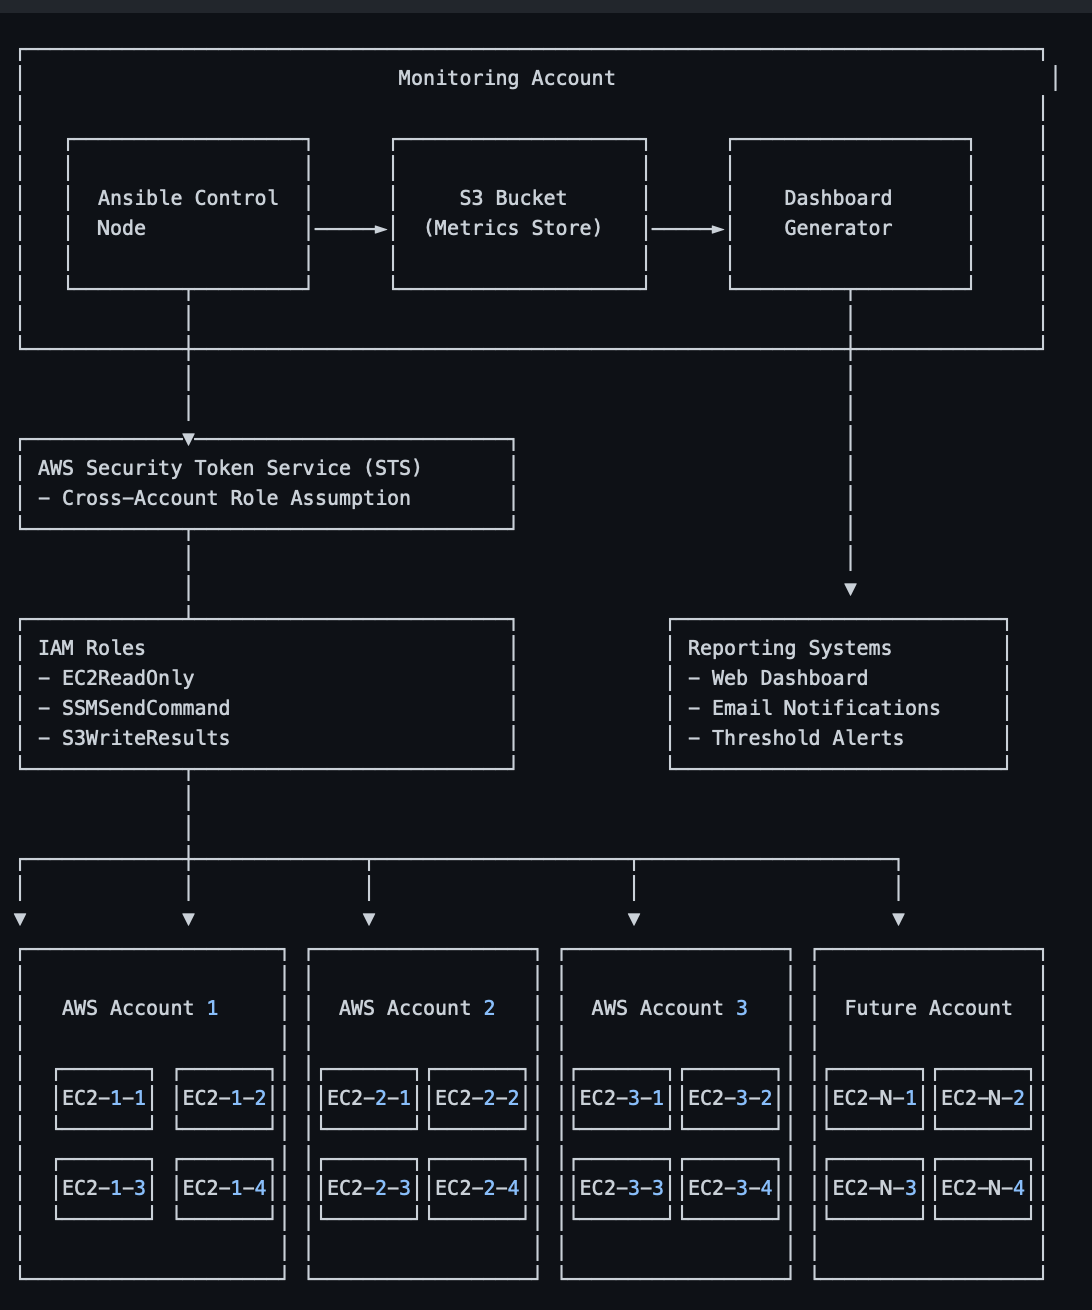 Monitoring Account
Ansible Control
Node
S3 Bucket
(Metrics Store)
Dashboard
Generator
AWS Security Token Service (STS)
- Cross-Account Role Assumption
IAM Roles
- EC2ReadOnly
- SSMSendCommand
- S3WriteResults
Reporting Systems
- Web Dashboard
- Email Notifications
- Threshold Alerts
AWS Account 1
EC2-1-1
EC2-1-2
EC2-1-3
EC2-1-4
AWS Account 2
EC2-2-1
EC2-2-2
EC2-2-3
EC2-2-4
AWS Account 3
EC2-3-1
EC2-3-2
EC2-3-3
EC2-3-4
Future Account
EC2-N-1
EC2-N-2
EC2-N-3
EC2-N-4